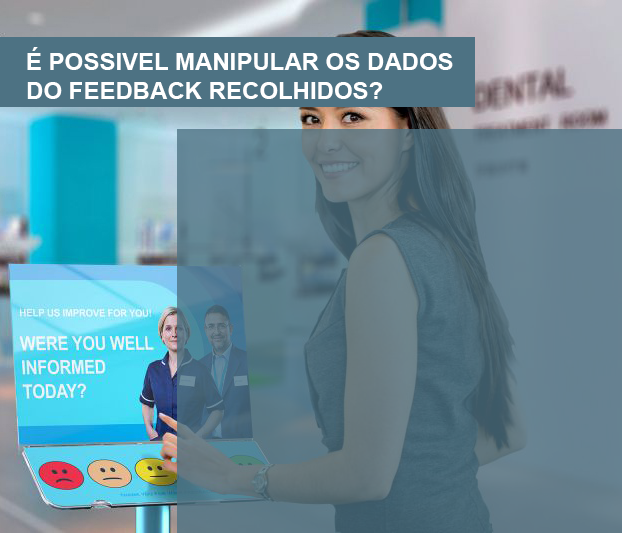 É POSSIVEL MANIPULAR OS DADOS
DO FEEDBACK RECOLHIDOS?
DENTAL
HELP US IMPROVE FOR YOU!
WERE YOU WELL
INFORMED
TODAY?